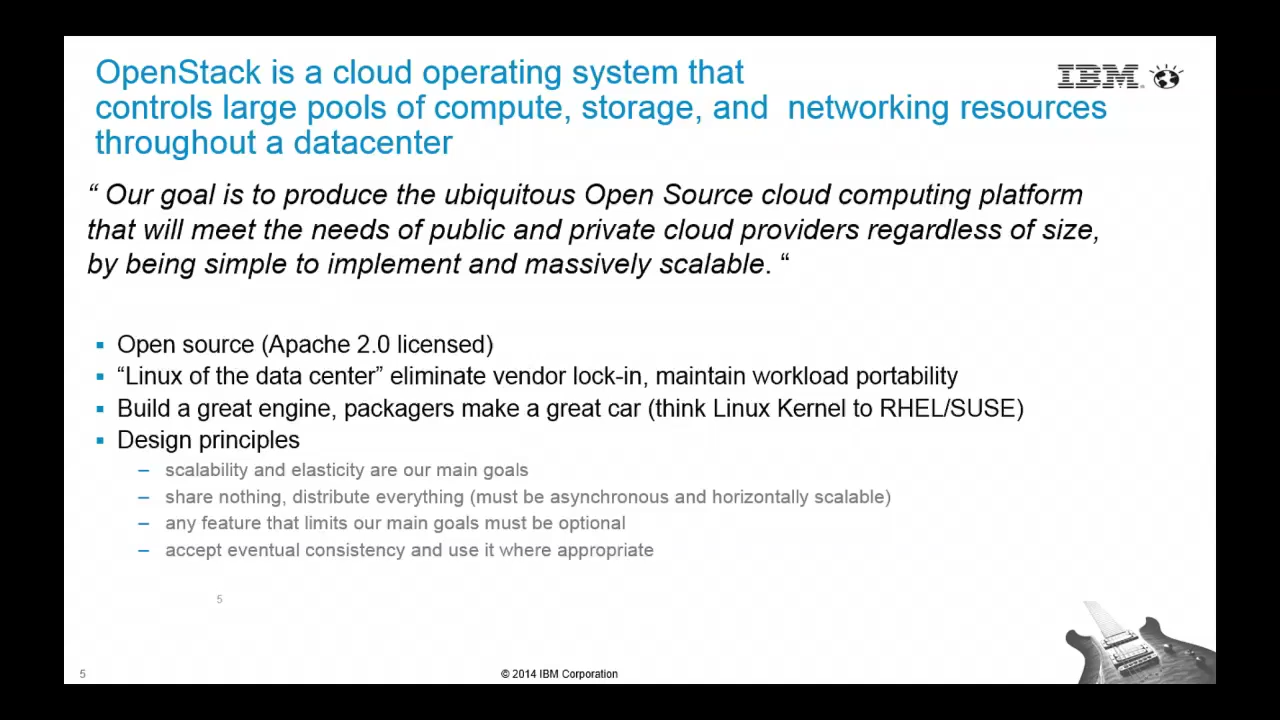 OpenStack is a cloud operating system that
IBM
controls large pools of compute, storage, and  networking resources
throughout a datacenter
“ Our goal is to produce the ubiquitous Open Source cloud computing platform
that will meet the needs of public and private cloud providers regardless of size,
by being simple to implement and massively scalable. “
▪ Open source (Apache 2.0 licensed)
▪ “Linux of the data center” eliminate vendor lock-in, maintain workload portability
▪ Build a great engine, packagers make a great car (think Linux Kernel to RHEL/SUSE)
▪ Design principles
– scalability and elasticity are our main goals
– share nothing, distribute everything (must be asynchronous and horizontally scalable)
– any feature that limits our main goals must be optional
– accept eventual consistency and use it where appropriate
5
5
© 2014 IBM Corporation